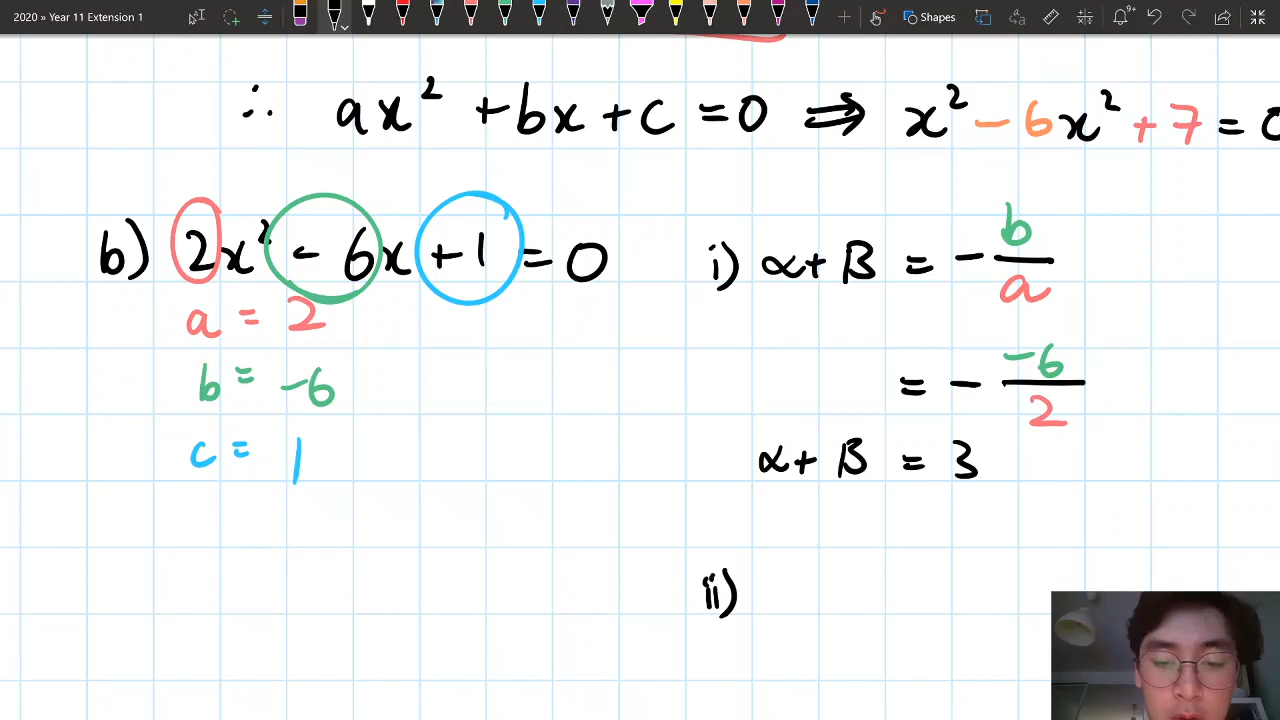 2020 » Year 11 Extension 1
9+
Shapes
∴ ax² + bx + c = 0 ⇒ x² - 6x² + 7 = 0
b) 2x² - 6x + 1 = 0
a = 2
b = -6
c = 1
i) α + β = - b/a
= - -6/2
α + β = 3
ii)